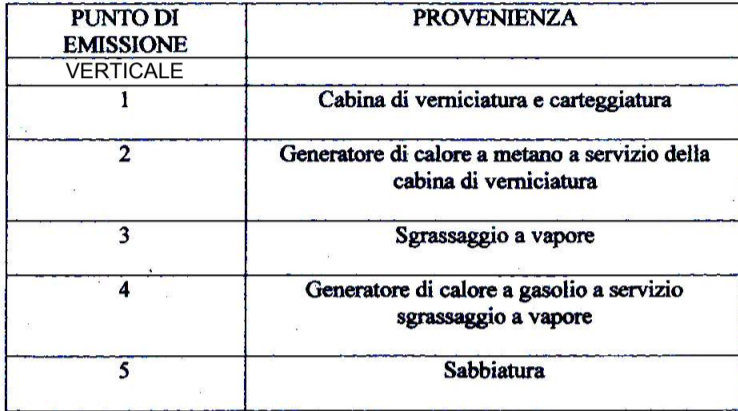 PUNTO DI
EMISSIONE
PROVENIENZA
VERTICALE
1
Cabina di verniciatura e carteggiatura
2
Generatore di calore a metano a servizio della
cabina di verniciatura
3
Sgrassaggio a vapore
4
Generatore di calore a gasolio a servizio
sgrassaggio a vapore
5
Sabbiatura